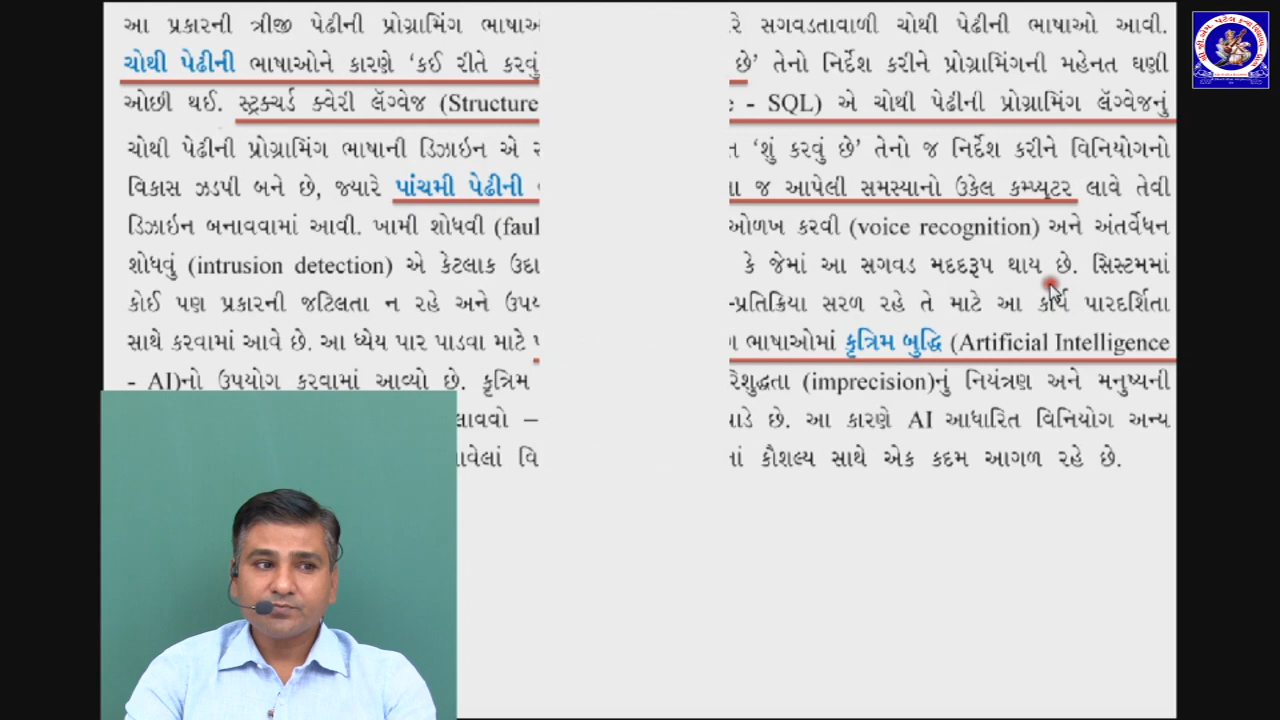 આ પ્રકારની ત્રીજી પેઢીની પ્રોગ્રામિંગ સગવડતાવાળી ચોથી પેઢીની ભાષાઓ આવી.
ચોથી પેઢીની ભાષાઓને કારણે ‘કઈ રીતે કરવું છે’ તેનો નિર્દેશ કરીને પ્રોગ્રામિંગની મહેનત ઘણી
ઓછી થઈ. સ્ટ્રક્ચર્ડ ક્વેરી લૅંગ્વેજ (Structure - SQL) એ ચોથી પેઢીની પ્રોગ્રામિંગ લૅંગ્વેજનું
ચોથી પેઢીની પ્રોગ્રામિંગ ભાષાની ડિઝાઇન એ ‘શું કરવું છે’ તેનો જ નિર્દેશ કરીને વિનિયોગનો
વિકાસ ઝડપી બને છે, જ્યારે પાંચમી પેઢીની જ આપેલી સમસ્યાનો ઉકેલ કમ્પ્યૂટર લાવે તેવી
ડિઝાઇન બનાવવામાં આવી. ખામી શોધવી (faul ઓળખ કરવી (voice recognition) અને અંતર્વેધન
શોધવું (intrusion detection) એ કેટલાક ઉદા કે જેમાં આ સગવડ મદદરૂપ થાય છે. સિસ્ટમમાં
કોઈ પણ પ્રકારની જટિલતા ન રહે અને -પ્રતિક્રિયા સરળ રહે તે માટે આ કાર્ય પારદર્શિતા
સાથે કરવામાં આવે છે. આ ધ્યેય પાર પાડવા માટે ભાષાઓમાં કૃત્રિમ બુદ્ધિ (Artificial Intelligence
- AI)નો ઉપયોગ કરવામાં આવ્યો છે. કૃત્રિમ (imprecision)નું નિયંત્રણ અને મનુષ્યની
લાવવો – છે. આ કારણે AI આધારિત વિનિયોગ અન્ય
વિ કૌશલ્ય સાથે એક કદમ આગળ રહે છે.